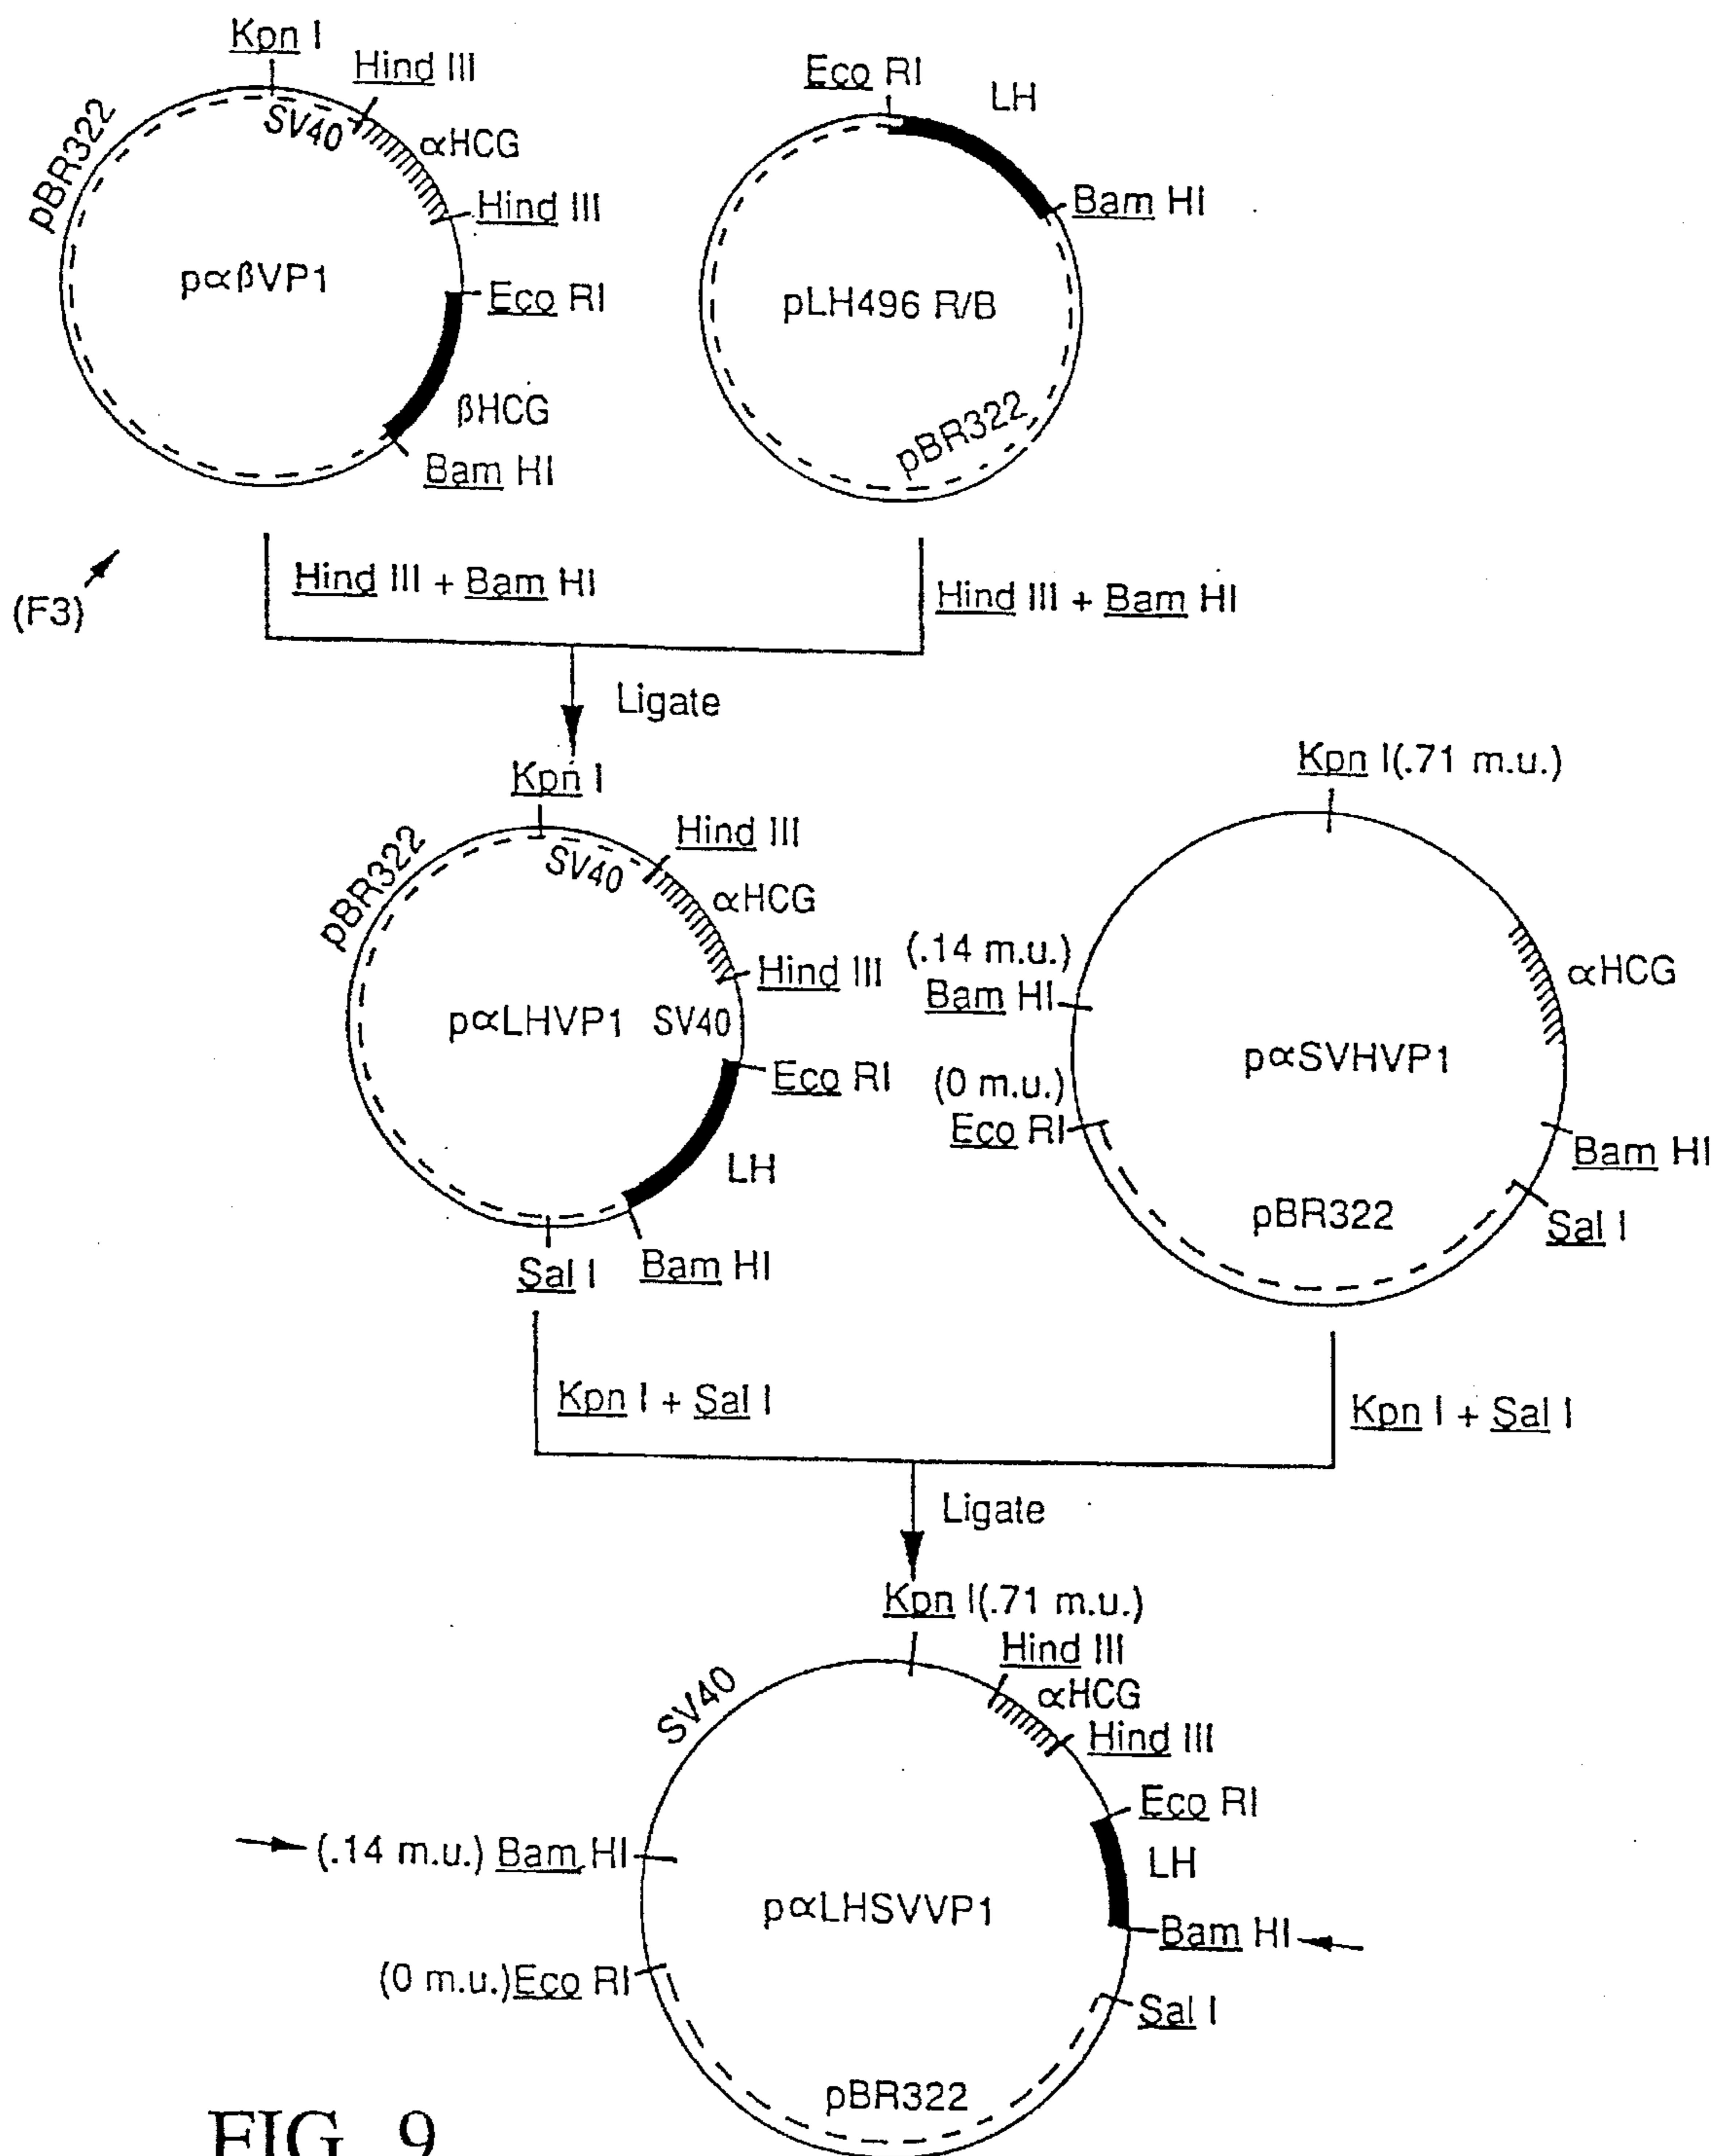 Kpn I
Hind III
pBR322
SV40
αHCG
Hind III
pαβVP1
Eco RI
βHCG
Bam HI
Eco RI
LH
Bam HI
pLH496 R/B
pBR322
(F3)
Hind III + Bam HI
Hind III + Bam HI
Ligate
Kpn I
Hind III
pBR322
SV40
αHCG
Hind III
pαLHVP1
SV40
Eco RI
LH
Bam HI
Sal I
Kpn I(.71 m.u.)
αHCG
(.14 m.u.)
Bam HI
pαSVHVP1
(0 m.u.)
Eco RI
Bam HI
pBR322
Sal I
Kpn I + Sal I
Kpn I + Sal I
Ligate
Kpn I(.71 m.u.)
Hind III
SV40
αHCG
Hind III
Eco RI
(.14 m.u.) Bam HI
LH
pαLHSVVP1
Bam HI
(0 m.u.)Eco RI
Sal I
pBR322
FIG. 9